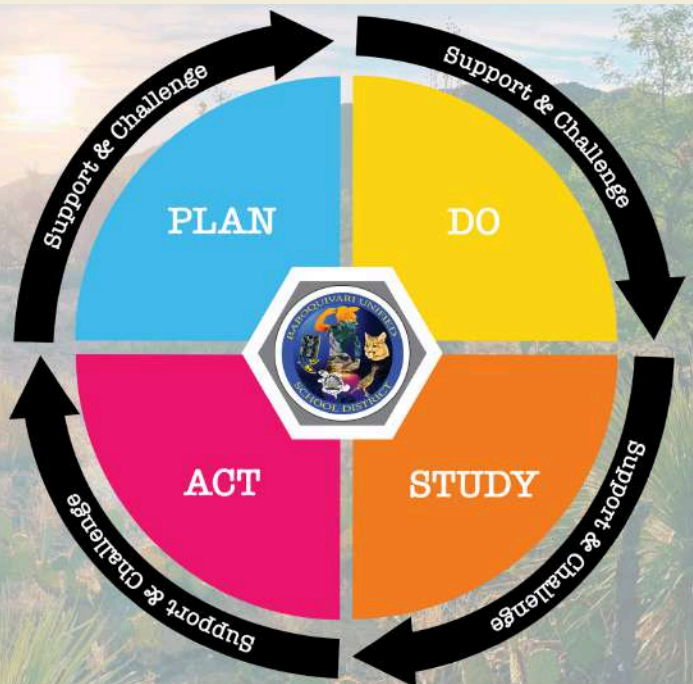 Support & Challenge
Support & Challenge
PLAN
DO
BABOQUIVARI UNIFIED
SCHOOL DISTRICT
ACT
STUDY
Support & Challenge
Support & Challenge